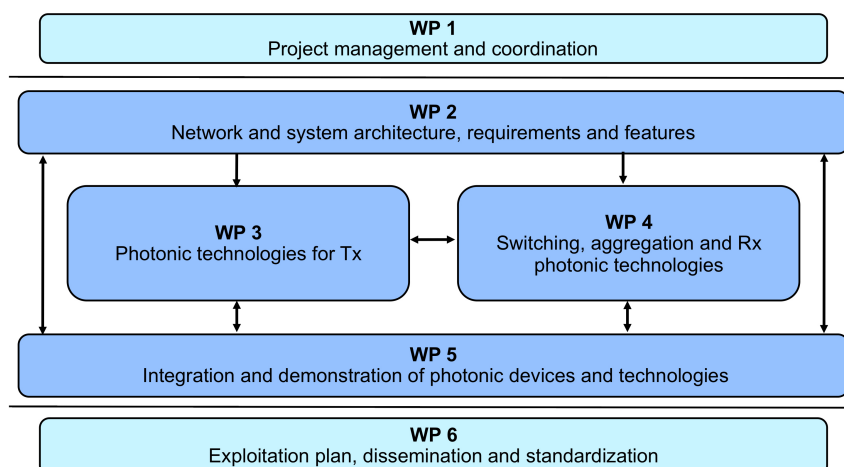 WP 1
Project management and coordination
WP 2
Network and system architecture, requirements and features
WP 3
Photonic technologies for Tx
WP 4
Switching, aggregation and Rx
photonic technologies
WP 5
Integration and demonstration of photonic devices and technologies
WP 6
Exploitation plan, dissemination and standardization